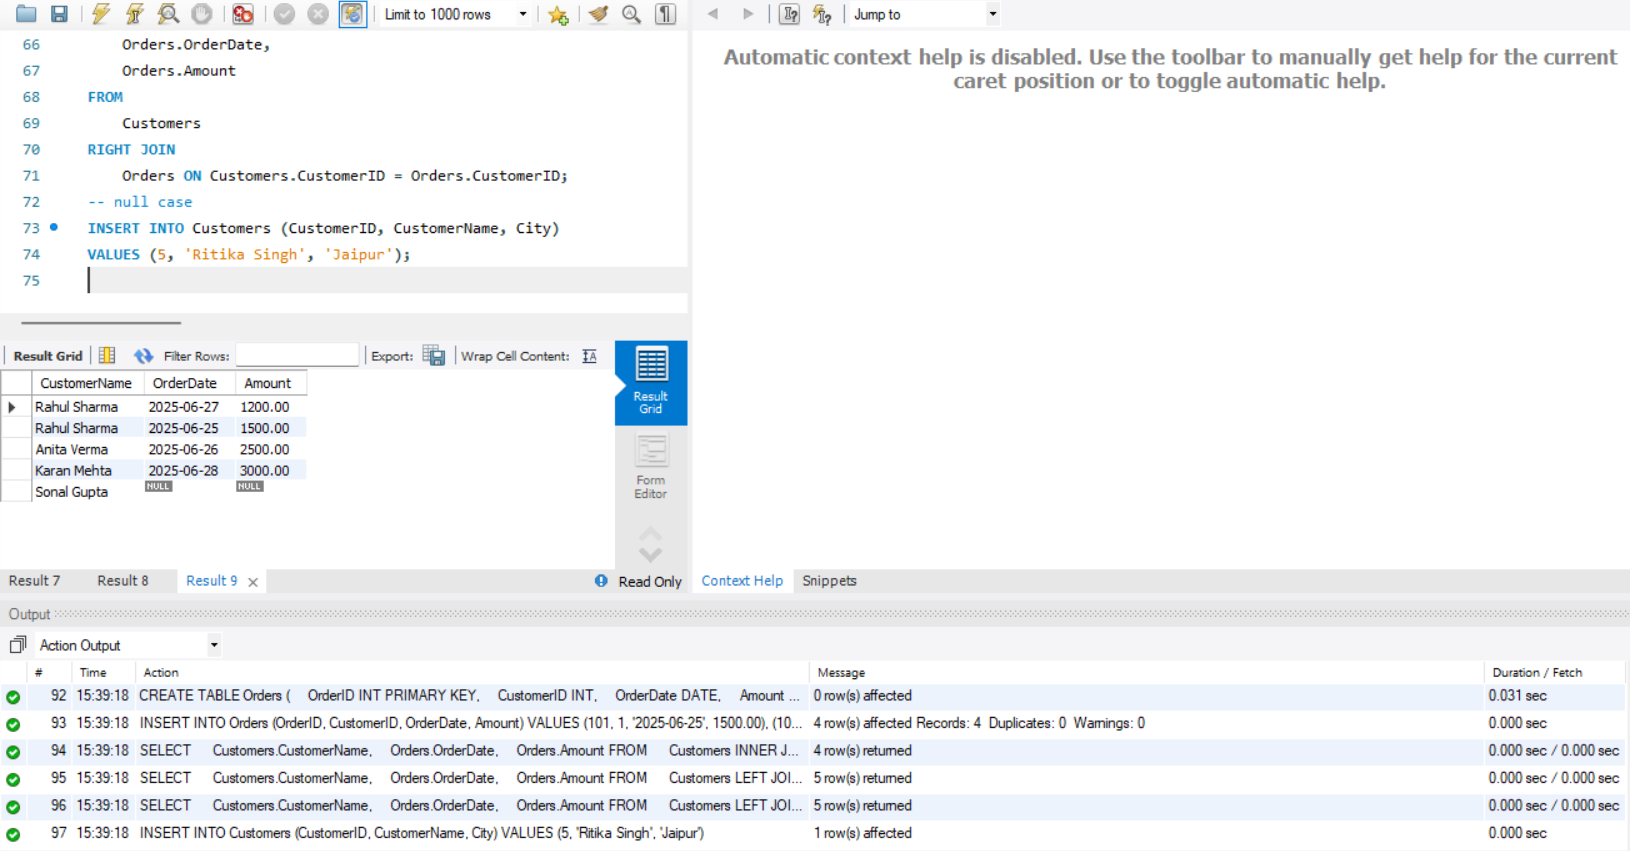 Limit to 1000 rows
Jump to
66 Orders.OrderDate,
67 Orders.Amount
68 FROM
69 Customers
70 RIGHT JOIN
71 Orders ON Customers.CustomerID = Orders.CustomerID;
72 -- null case
73 INSERT INTO Customers (CustomerID, CustomerName, City)
74 VALUES (5, 'Ritika Singh', 'Jaipur');
75
Automatic context help is disabled. Use the toolbar to manually get help for the current
caret position or to toggle automatic help.
Result Grid Filter Rows: Export: Wrap Cell Content: IA
CustomerName OrderDate Amount
Rahul Sharma 2025-06-27 1200.00
Rahul Sharma 2025-06-25 1500.00
Anita Verma 2025-06-26 2500.00
Karan Mehta 2025-06-28 3000.00
Sonal Gupta NULL NULL
Result
Grid
Form
Editor
Result 7 Result 8 Result 9 Read Only
Context Help Snippets
Output
Action Output
# Time Action Message Duration / Fetch
92 15:39:18 CREATE TABLE Orders ( OrderID INT PRIMARY KEY, CustomerID INT, OrderDate DATE, Amount ... 0 row(s) affected 0.031 sec
93 15:39:18 INSERT INTO Orders (OrderID, CustomerID, OrderDate, Amount) VALUES (101, 1, '2025-06-25', 1500.00), (10... 4 row(s) affected Records: 4 Duplicates: 0 Warnings: 0 0.000 sec
94 15:39:18 SELECT Customers.CustomerName, Orders.OrderDate, Orders.Amount FROM Customers INNER J... 4 row(s) returned 0.000 sec / 0.000 sec
95 15:39:18 SELECT Customers.CustomerName, Orders.OrderDate, Orders.Amount FROM Customers LEFT JOI... 5 row(s) returned 0.000 sec / 0.000 sec
96 15:39:18 SELECT Customers.CustomerName, Orders.OrderDate, Orders.Amount FROM Customers LEFT JOI... 5 row(s) returned 0.000 sec / 0.000 sec
97 15:39:18 INSERT INTO Customers (CustomerID, CustomerName, City) VALUES (5, 'Ritika Singh', 'Jaipur') 1 row(s) affected 0.000 sec